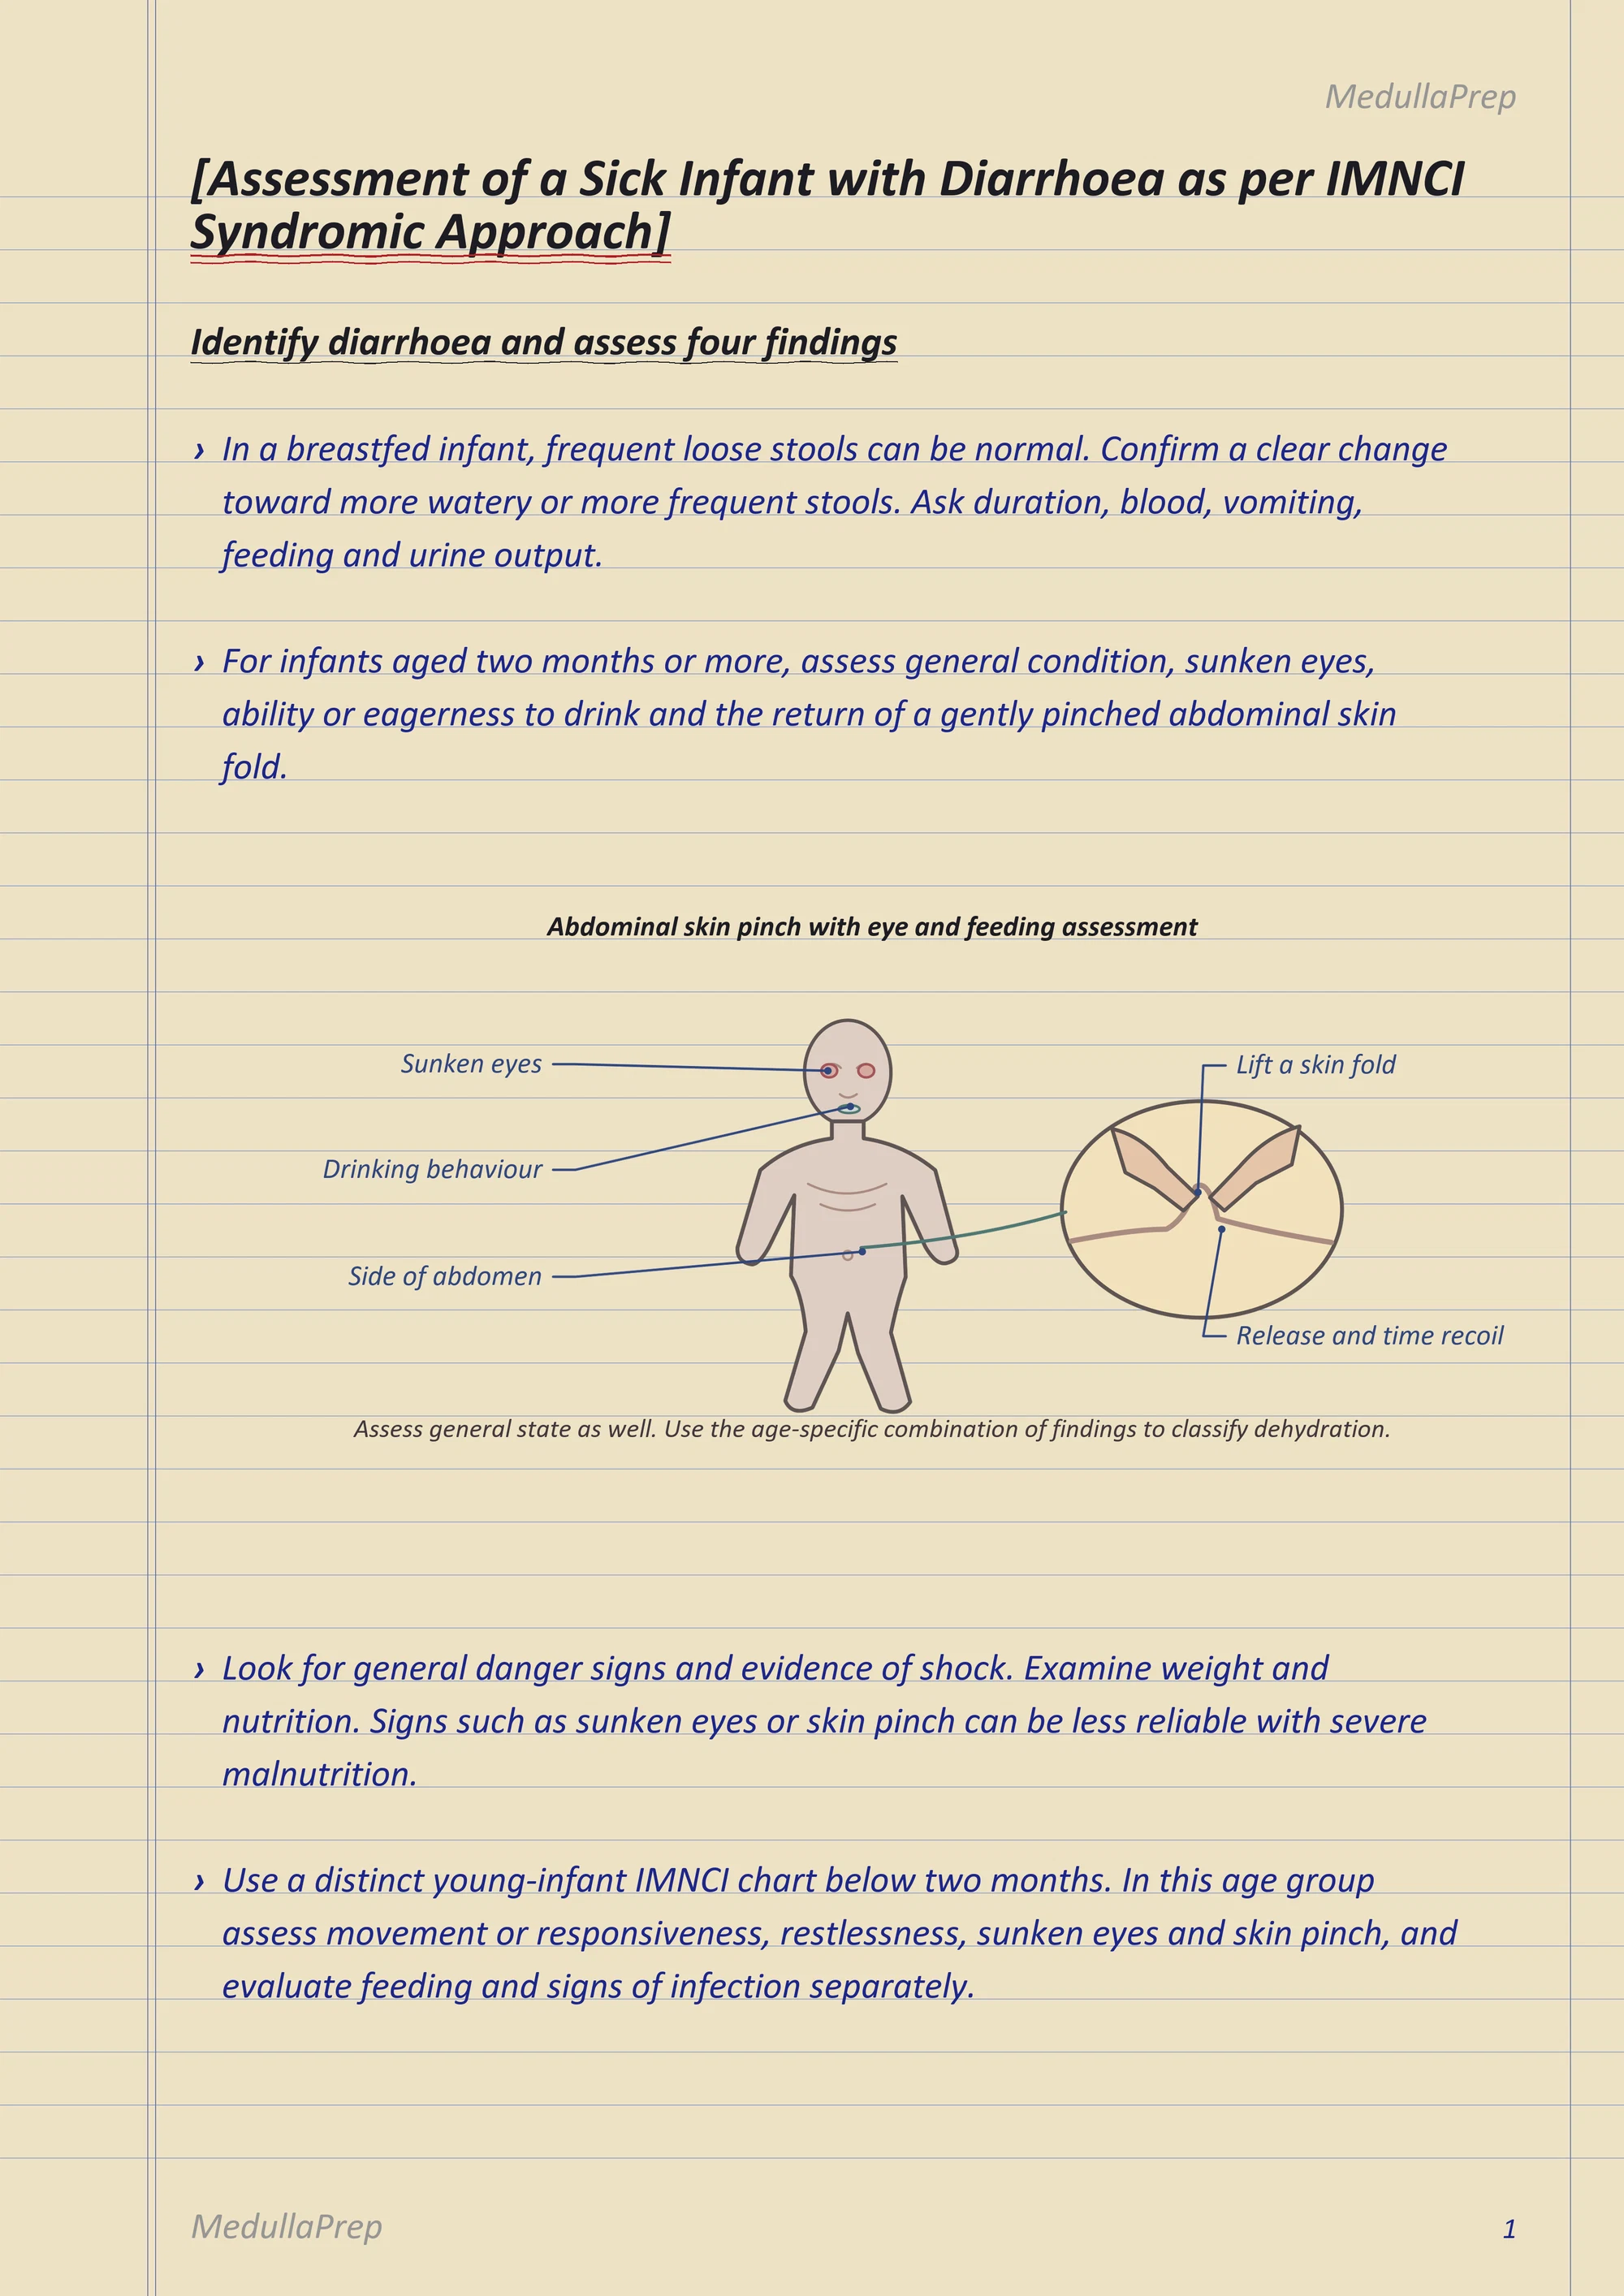 MedullaPrep
[Assessment of a Sick Infant with Diarrhoea as per IMNCI
Syndromic Approach]
Identify diarrhoea and assess four findings
› In a breastfed infant, frequent loose stools can be normal. Confirm a clear change
toward more watery or more frequent stools. Ask duration, blood, vomiting,
feeding and urine output.
› For infants aged two months or more, assess general condition, sunken eyes,
ability or eagerness to drink and the return of a gently pinched abdominal skin
fold.
Abdominal skin pinch with eye and feeding assessment
Sunken eyes
Lift a skin fold
Drinking behaviour
Side of abdomen
Release and time recoil
Assess general state as well. Use the age-specific combination of findings to classify dehydration.
› Look for general danger signs and evidence of shock. Examine weight and
nutrition. Signs such as sunken eyes or skin pinch can be less reliable with severe
malnutrition.
› Use a distinct young-infant IMNCI chart below two months. In this age group
assess movement or responsiveness, restlessness, sunken eyes and skin pinch, and
evaluate feeding and signs of infection separately.
MedullaPrep
1